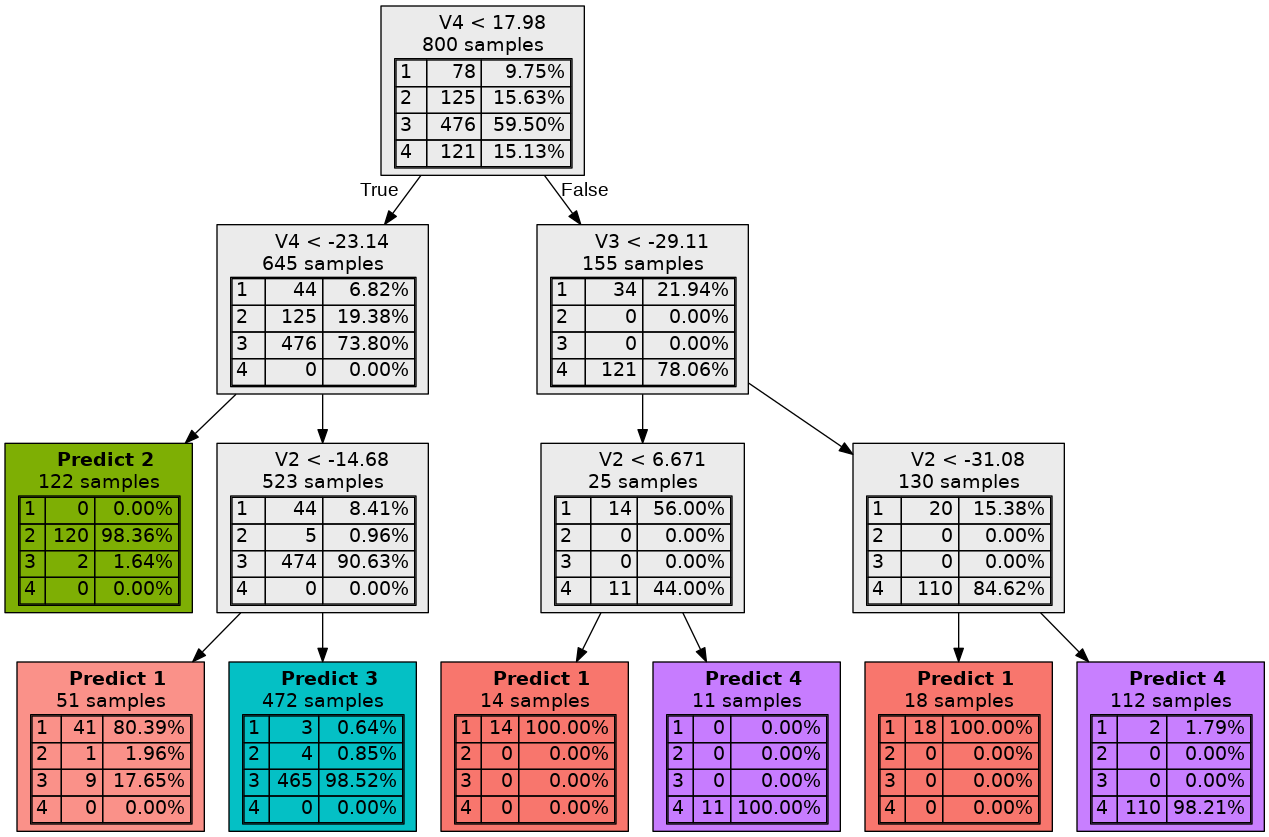 V4 < 17.98
800 samples
1 78 9.75%
2 125 15.63%
3 476 59.50%
4 121 15.13%
True
False
V4 < -23.14
645 samples
1 44 6.82%
2 125 19.38%
3 476 73.80%
4 0 0.00%
V3 < -29.11
155 samples
1 34 21.94%
2 0 0.00%
3 0 0.00%
4 121 78.06%
Predict 2
122 samples
1 0 0.00%
2 120 98.36%
3 2 1.64%
4 0 0.00%
V2 < -14.68
523 samples
1 44 8.41%
2 5 0.96%
3 474 90.63%
4 0 0.00%
V2 < 6.671
25 samples
1 14 56.00%
2 0 0.00%
3 0 0.00%
4 11 44.00%
V2 < -31.08
130 samples
1 20 15.38%
2 0 0.00%
3 0 0.00%
4 110 84.62%
Predict 1
51 samples
1 41 80.39%
2 1 1.96%
3 9 17.65%
4 0 0.00%
Predict 3
472 samples
1 3 0.64%
2 4 0.85%
3 465 98.52%
4 0 0.00%
Predict 1
14 samples
1 14 100.00%
2 0 0.00%
3 0 0.00%
4 0 0.00%
Predict 4
11 samples
1 0 0.00%
2 0 0.00%
3 0 0.00%
4 11 100.00%
Predict 1
18 samples
1 18 100.00%
2 0 0.00%
3 0 0.00%
4 0 0.00%
Predict 4
112 samples
1 2 1.79%
2 0 0.00%
3 0 0.00%
4 110 98.21%